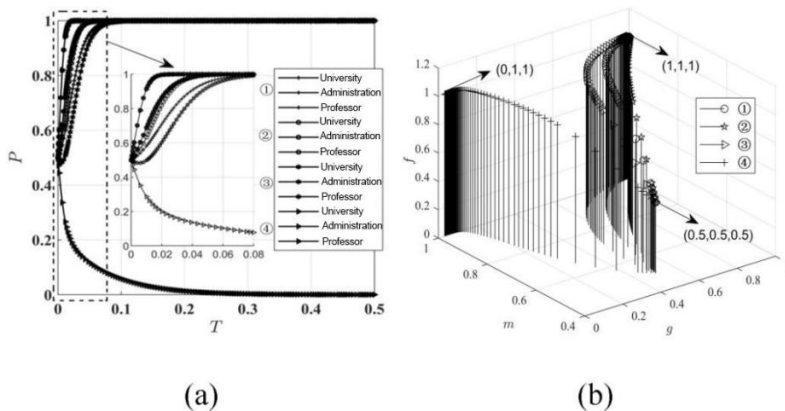 1
0.8
0.6
P
0.4
0.2
0
0 0.1 0.2 0.3 0.4 0.5
T
1
0.8
0.6
0.4
0.2
0
0 0.02 0.04 0.06 0.08
① University
Administration
Professor
② University
Administration
Professor
③ University
Administration
Professor
④ University
Administration
Professor
(a)
(b)
1.2
1
0.8
0.6
f
0.4
0.2
0
1
0.8
0.6
0.4
m
0
0.2
0.4
0.6
0.8
g
(0,1,1)
(1,1,1)
(0.5,0.5,0.5)
①
②
③
④